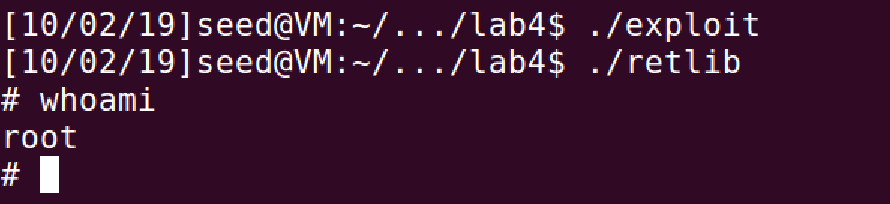 [10/02/19]seed@VM:~/.../lab4$ ./exploit
[10/02/19]seed@VM:~/.../lab4$ ./retlib
# whoami
root
#